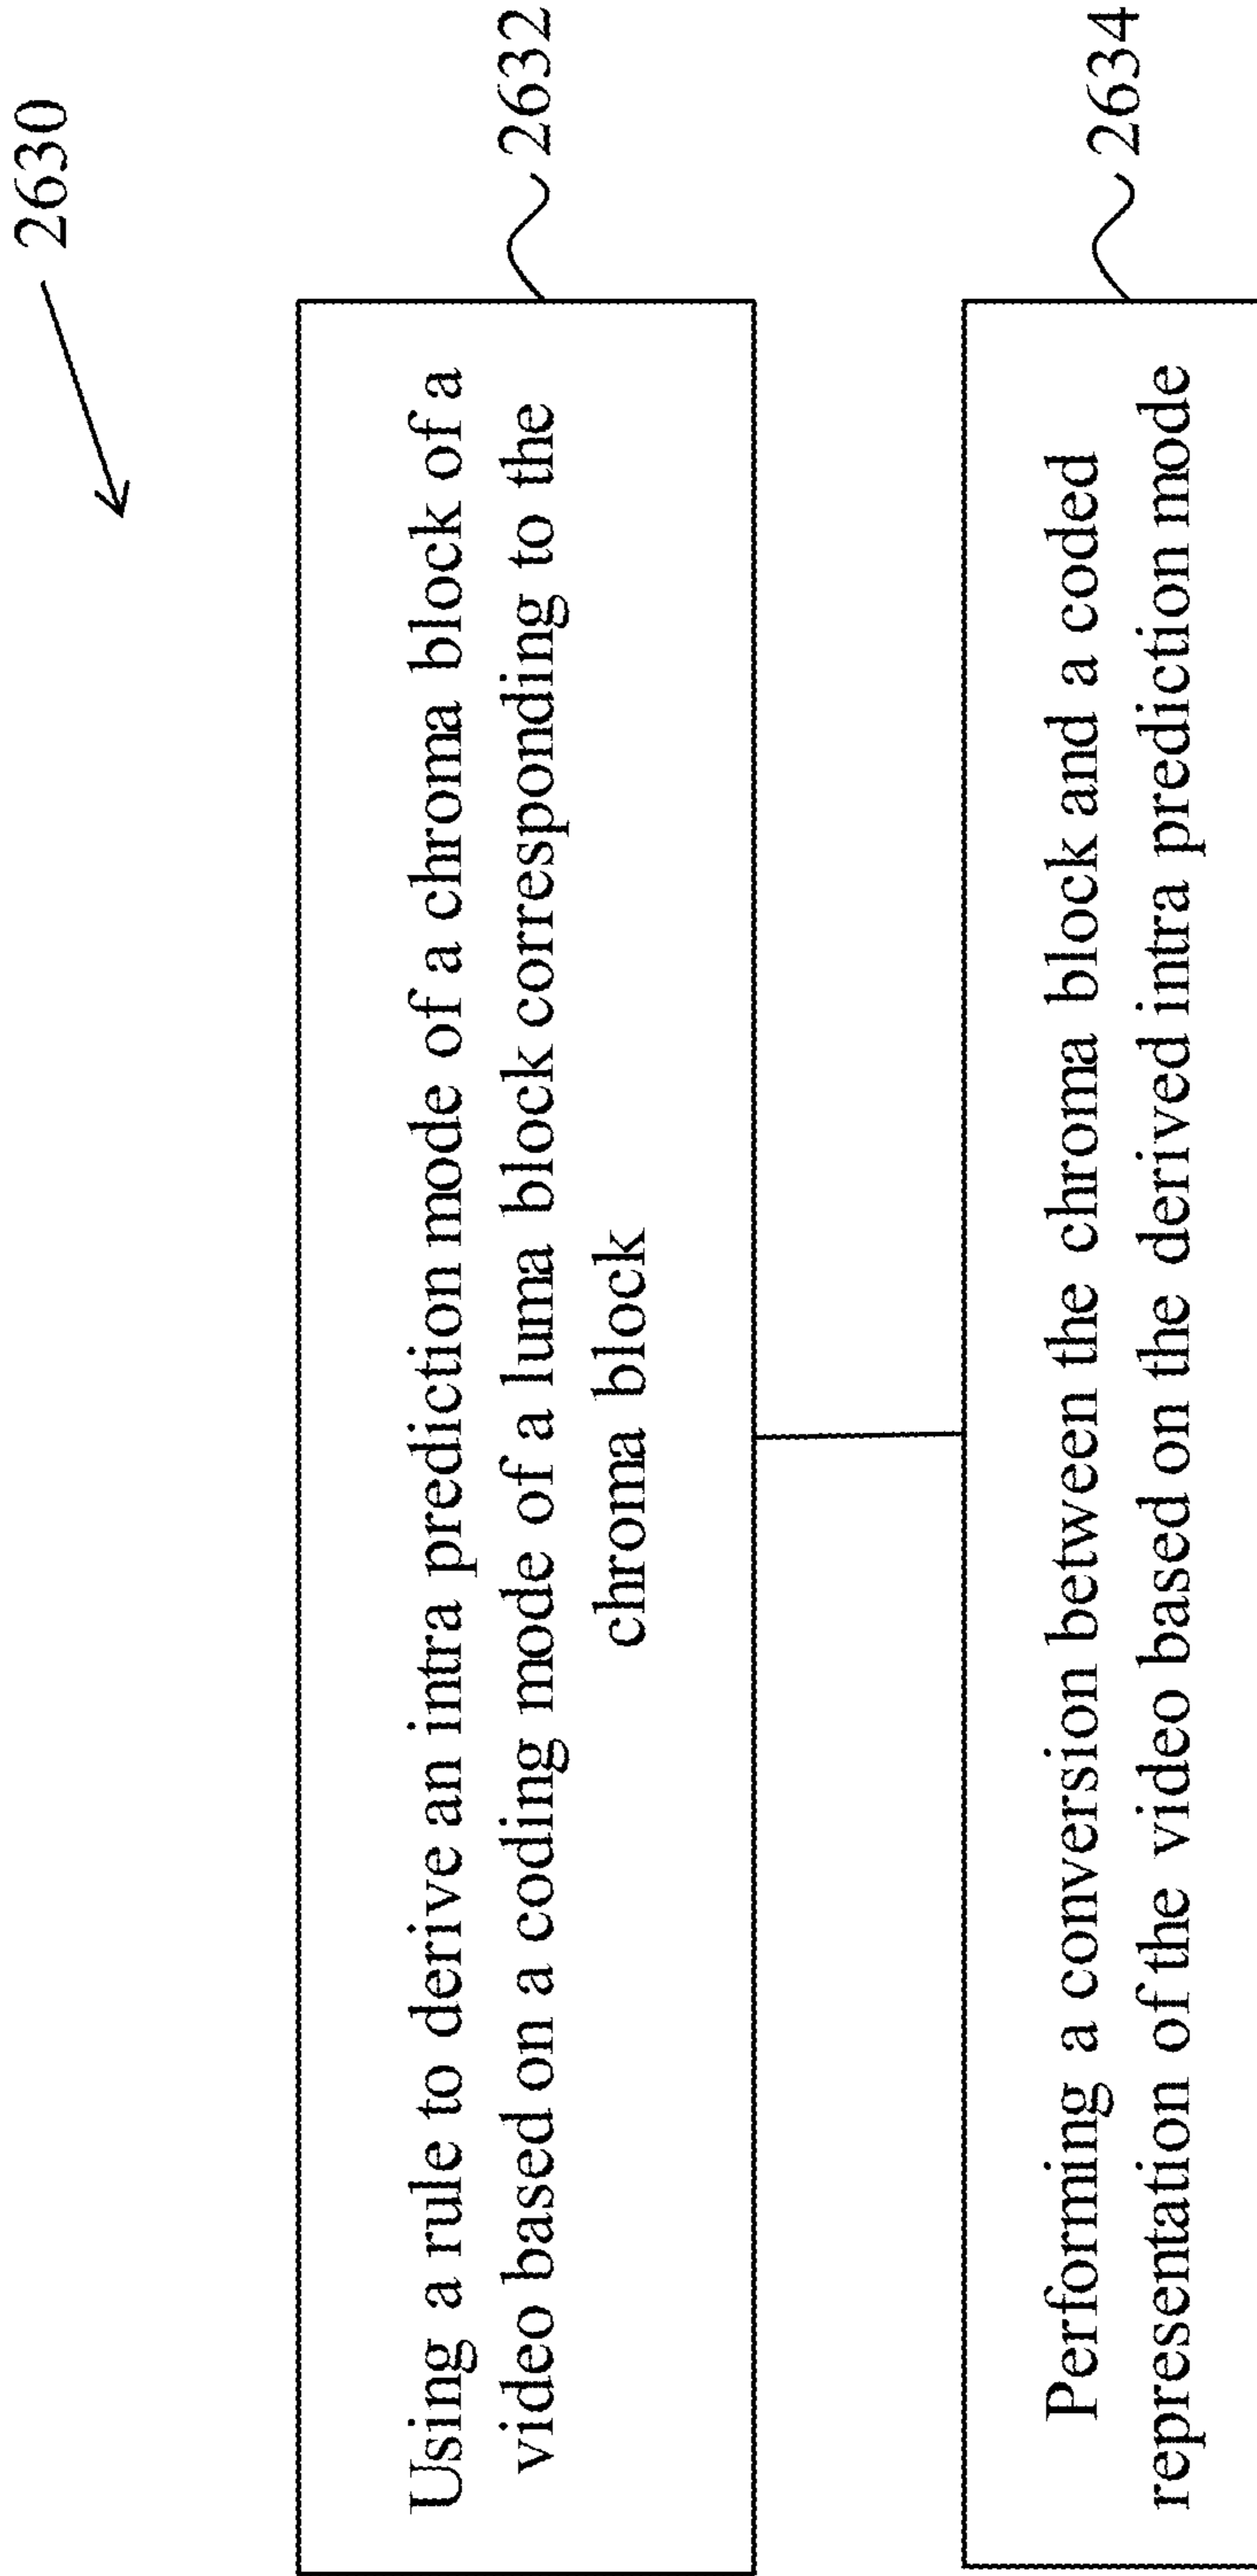 2630
Using a rule to derive an intra prediction mode of a chroma block of a
video based on a coding mode of a luma block corresponding to the
chroma block
2632
Performing a conversion between the chroma block and a coded
representation of the video based on the derived intra prediction mode
2634